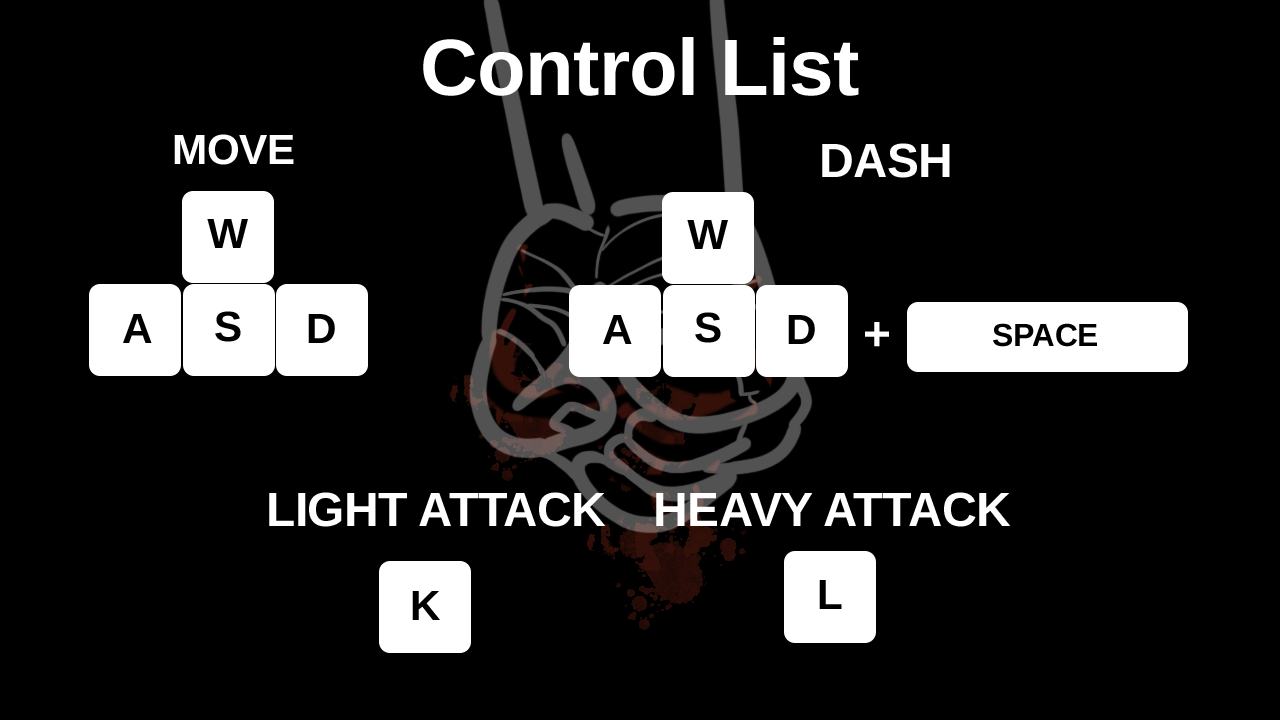 Control List
MOVE
DASH
W
A S D
W
A S D + SPACE
LIGHT ATTACK
HEAVY ATTACK
K
L